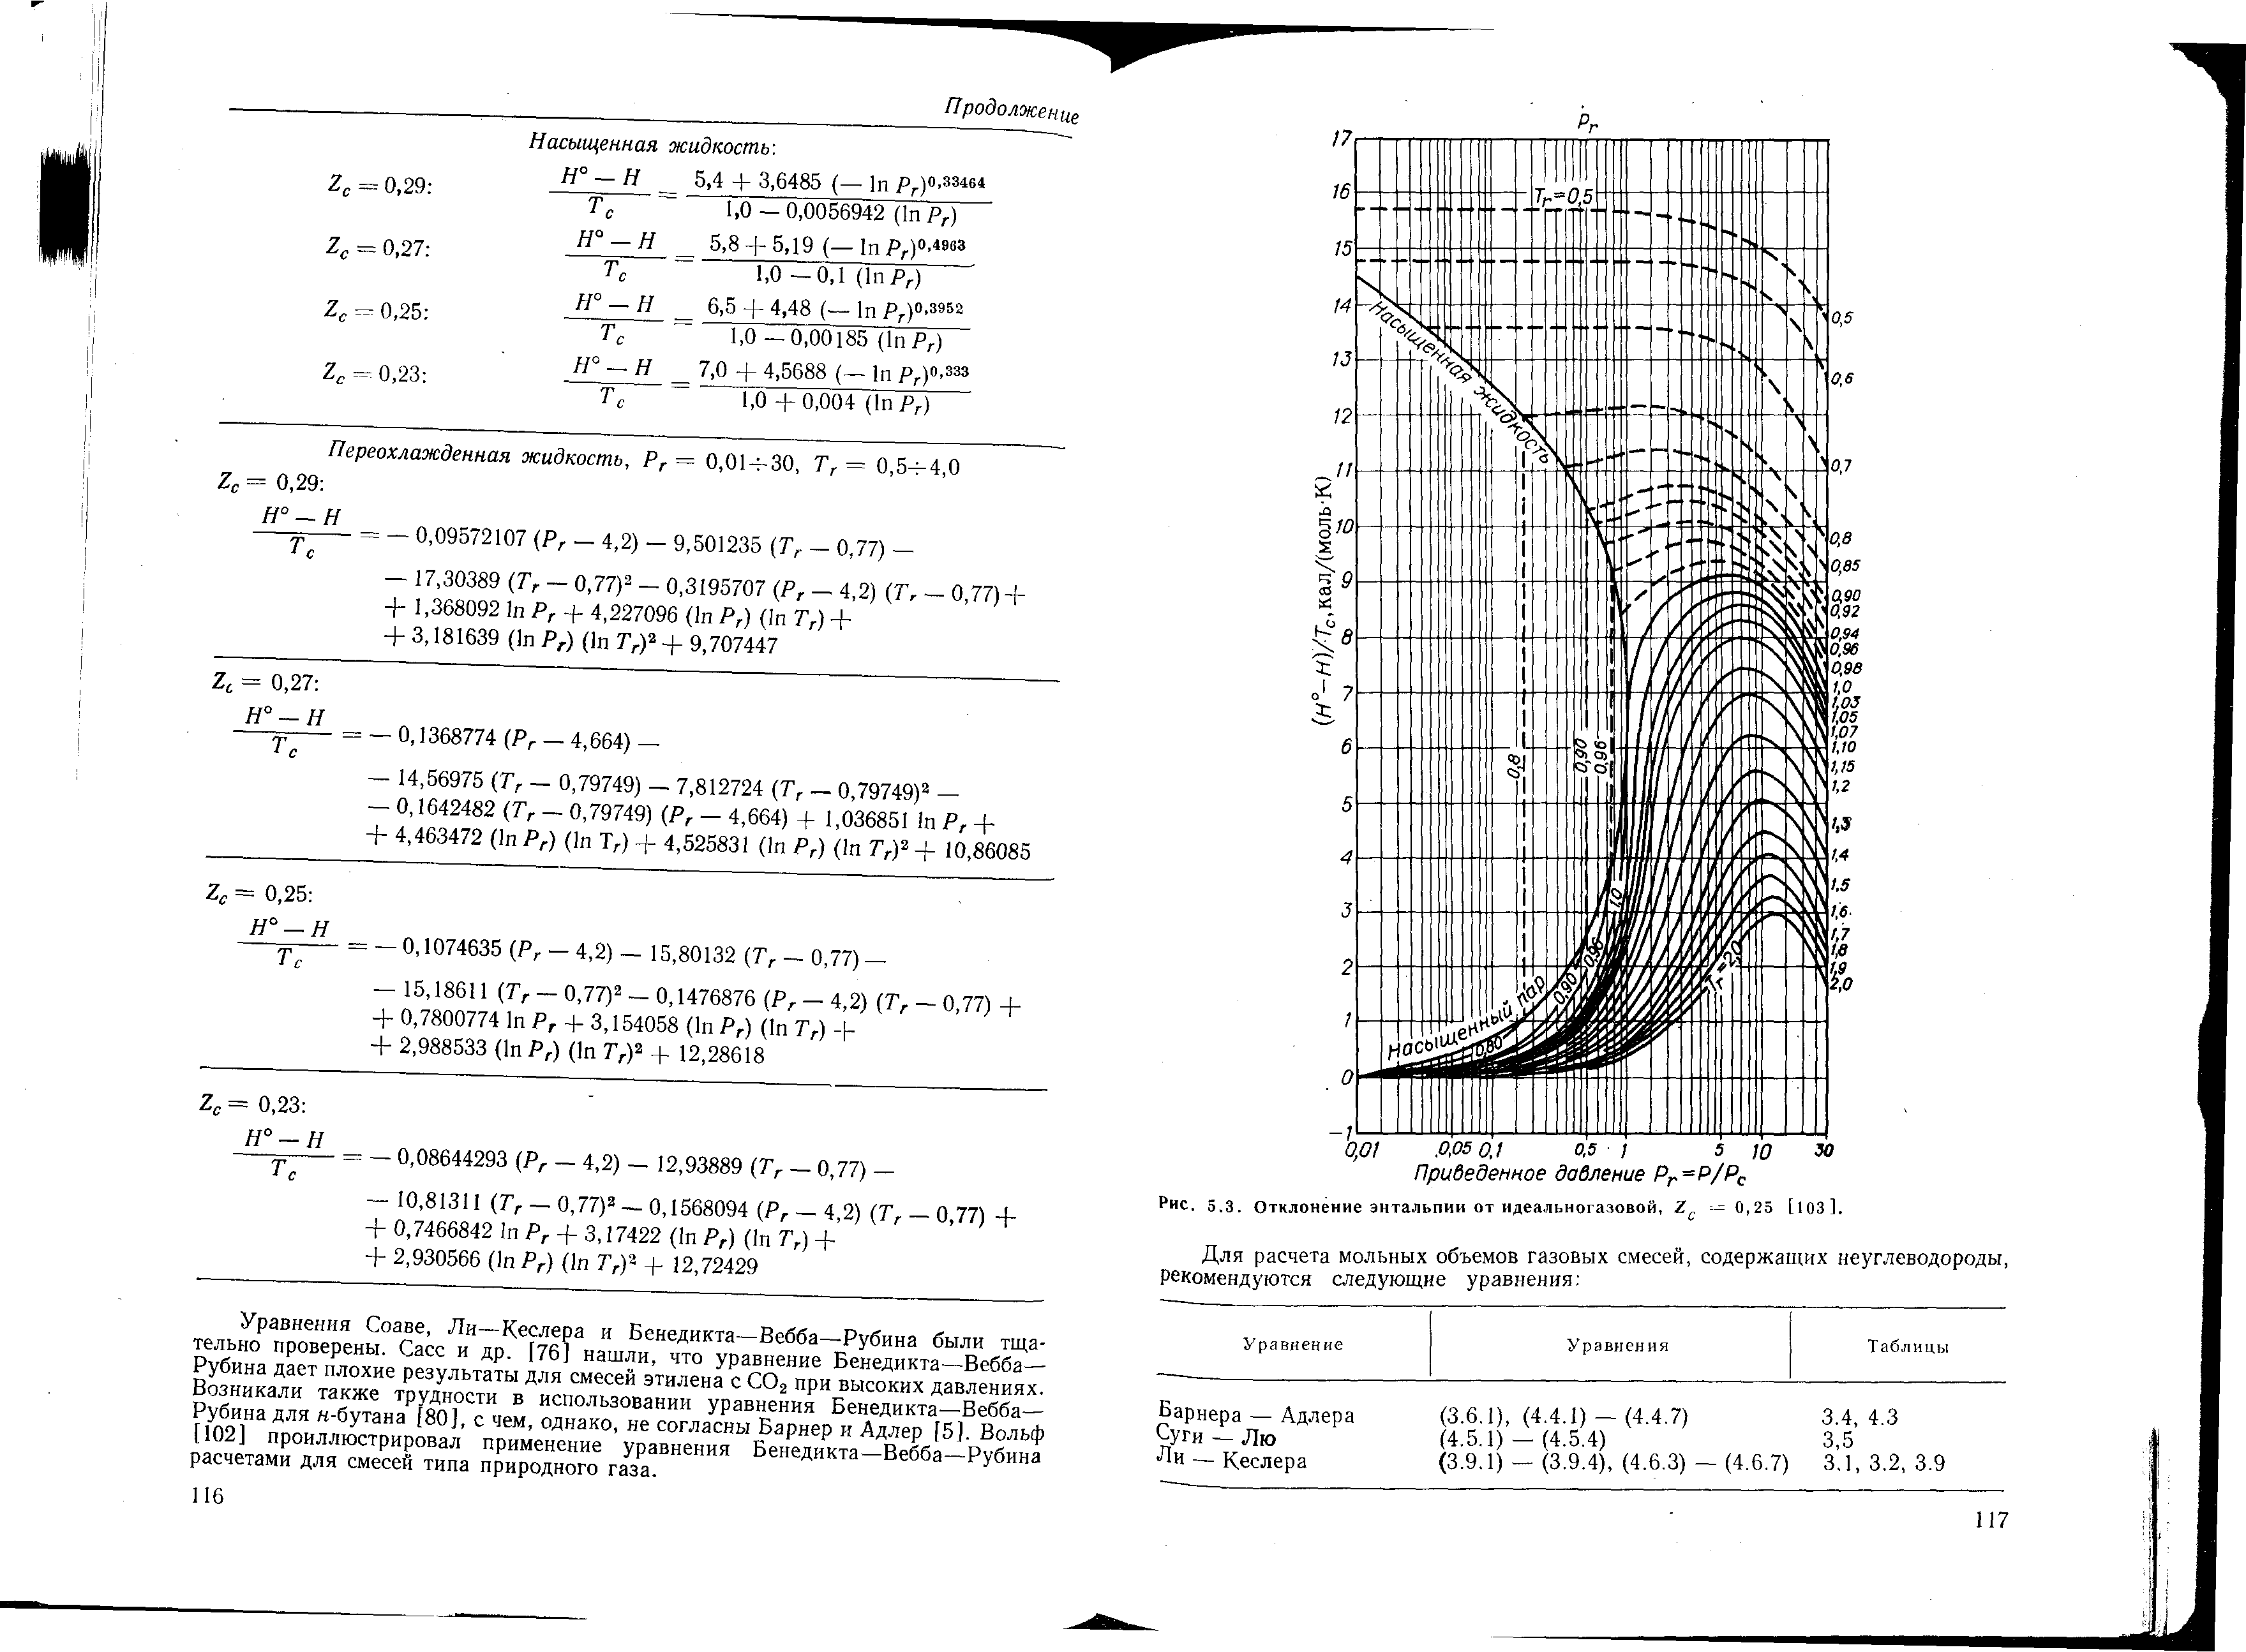 Продолжение
Насыщенная жидкость:
Z_c = 0,29: (H° — H)/T_c = (5,4 + 3,6485 (— ln P_r)^0,33464)/(1,0 — 0,0056942 (ln P_r))
Z_c = 0,27: (H° — H)/T_c = (5,8 + 5,19 (— ln P_r)^0,4963)/(1,0 — 0,1 (ln P_r))
Z_c = 0,25: (H° — H)/T_c = (6,5 + 4,48 (— ln P_r)^0,3952)/(1,0 — 0,00185 (ln P_r))
Z_c = 0,23: (H° — H)/T_c = (7,0 + 4,5688 (— ln P_r)^0,333)/(1,0 + 0,004 (ln P_r))
Переохлажденная жидкость, P_r = 0,01÷30, T_r = 0,5÷4,0
Z_c = 0,29:
(H° — H)/T_c = — 0,09572107 (P_r — 4,2) — 9,501235 (T_r — 0,77) —
— 17,30389 (T_r — 0,77)² — 0,3195707 (P_r — 4,2) (T_r — 0,77) +
+ 1,368092 ln P_r + 4,227096 (ln P_r) (ln T_r) +
+ 3,181639 (ln P_r) (ln T_r)² + 9,707447
Z_c = 0,27:
(H° — H)/T_c = — 0,1368774 (P_r — 4,664) —
— 14,56975 (T_r — 0,79749) — 7,812724 (T_r — 0,79749)² —
— 0,1642482 (T_r — 0,79749) (P_r — 4,664) + 1,036851 ln P_r +
+ 4,463472 (ln P_r) (ln T_r) + 4,525831 (ln P_r) (ln T_r)² + 10,86085
Z_c = 0,25:
(H° — H)/T_c = — 0,1074635 (P_r — 4,2) — 15,80132 (T_r — 0,77) —
— 15,18611 (T_r — 0,77)² — 0,1476876 (P_r — 4,2) (T_r — 0,77) +
+ 0,7800774 ln P_r + 3,154058 (ln P_r) (ln T_r) +
+ 2,988533 (ln P_r) (ln T_r)² + 12,28618
Z_c = 0,23:
(H° — H)/T_c = — 0,08644293 (P_r — 4,2) — 12,93889 (T_r — 0,77) —
— 10,81311 (T_r — 0,77)² — 0,1568094 (P_r — 4,2) (T_r — 0,77) +
+ 0,7466842 ln P_r + 3,17422 (ln P_r) (ln T_r) +
+ 2,930566 (ln P_r) (ln T_r)² + 12,72429
Уравнения Соаве, Ли—Кеслера и Бенедикта—Вебба—Рубина были тща-
тельно проверены. Сасс и др. [76] нашли, что уравнение Бенедикта—Вебба—
Рубина дает плохие результаты для смесей этилена с CO₂ при высоких давлениях.
Возникали также трудности в использовании уравнения Бенедикта—Вебба—
Рубина для н-бутана [80], с чем, однако, не согласны Барнер и Адлер [5]. Вольф
[102] проиллюстрировал применение уравнения Бенедикта—Вебба—Рубина
расчетами для смесей типа природного газа.
116
P_r
17
16
15
14
13
12
11
10
9
8
7
6
5
4
3
2
1
0
—1
(H°—H)/T_c, кал/(моль·К)
T_r=0,5
Насыщенная жидкость
0,8
0,90
0,96
1,0
0,96
0,90
Насыщенный пар
0,80
T_r=2,0
0,5
0,6
0,7
0,8
0,85
0,90
0,92
0,94
0,96
0,98
1,0
1,03
1,05
1,07
1,10
1,15
1,2
1,3
1,4
1,5
1,6
1,7
1,8
1,9
2,0
0,01 0,05 0,1 0,5 1 5 10 30
Приведенное давление P_r=P/P_c
Рис. 5.3. Отклонение энтальпии от идеальногазовой, Z_c = 0,25 [103].
Для расчета мольных объемов газовых смесей, содержащих неуглеводороды,
рекомендуются следующие уравнения:
Уравнение Уравнения Таблицы
Барнера — Адлера (3.6.1), (4.4.1) — (4.4.7) 3.4, 4.3
Суги — Лю (4.5.1) — (4.5.4) 3,5
Ли — Кеслера (3.9.1) — (3.9.4), (4.6.3) — (4.6.7) 3.1, 3.2, 3.9
117